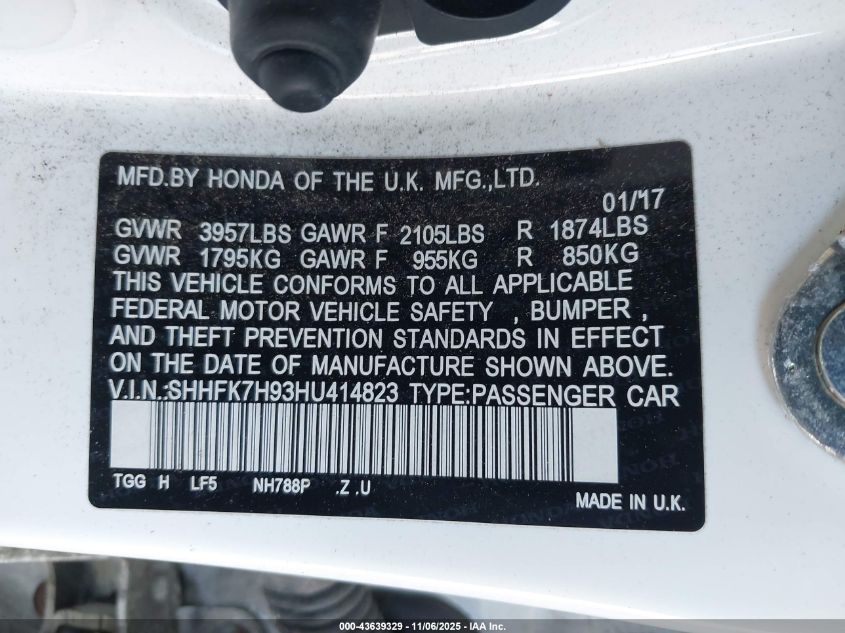 MFD.BY HONDA OF THE U.K. MFG.,LTD.
01/17
GVWR 3957LBS GAWR F 2105LBS R 1874LBS
GVWR 1795KG GAWR F 955KG R 850KG
THIS VEHICLE CONFORMS TO ALL APPLICABLE
FEDERAL MOTOR VEHICLE SAFETY , BUMPER ,
AND THEFT PREVENTION STANDARDS IN EFFECT
ON THE DATE OF MANUFACTURE SHOWN ABOVE.
V.I.N.:SHHFK7H93HU414823 TYPE:PASSENGER CAR
TGG H LF5 NH788P .Z .U
MADE IN U.K.
000-43639329 - 11/06/2025 - IAA Inc.